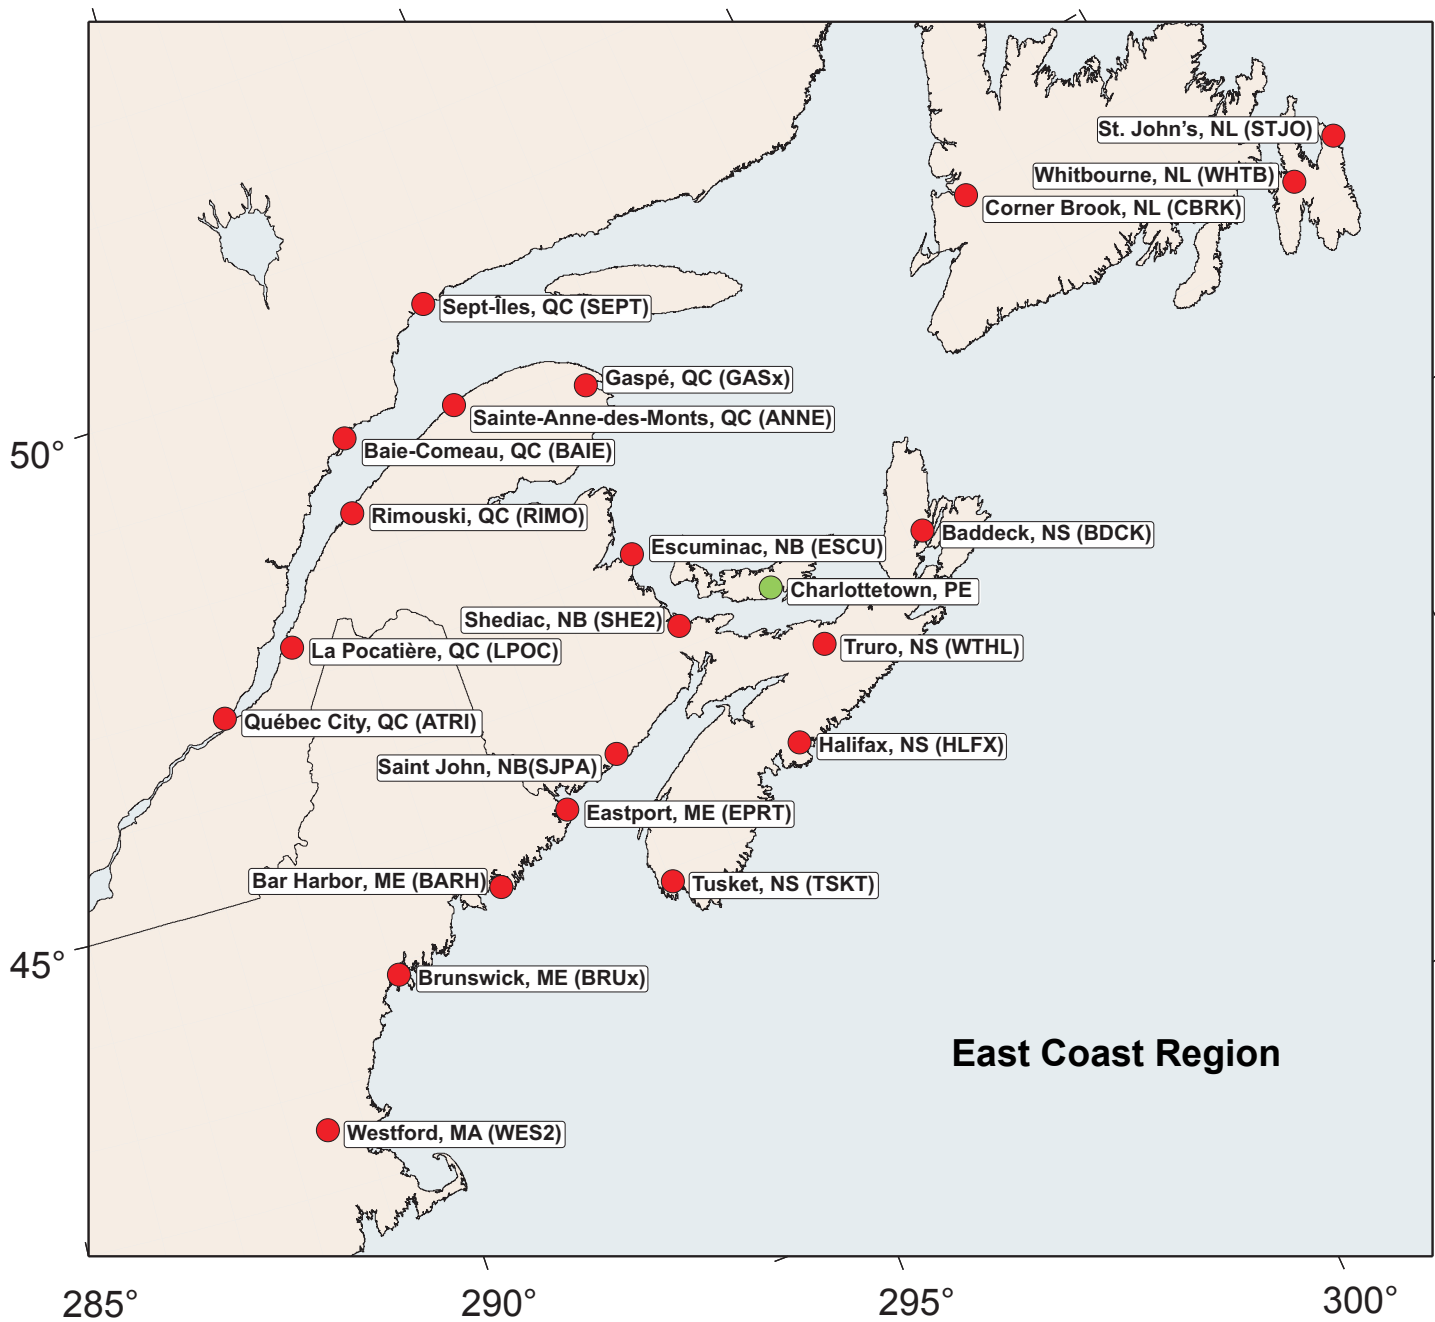 St. John’s, NL (STJO)
Whitbourne, NL (WHTB)
Corner Brook, NL (CBRK)
Sept-Îles, QC (SEPT)
Gaspé, QC (GASx)
Sainte-Anne-des-Monts, QC (ANNE)
50°
Baie-Comeau, QC (BAIE)
Rimouski, QC (RIMO)
Baddeck, NS (BDCK)
Escuminac, NB (ESCU)
Charlottetown, PE
Shediac, NB (SHE2)
Truro, NS (WTHL)
La Pocatière, QC (LPOC)
Québec City, QC (ATRI)
Halifax, NS (HLFX)
Saint John, NB(SJPA)
Eastport, ME (EPRT)
Bar Harbor, ME (BARH)
Tusket, NS (TSKT)
45°
Brunswick, ME (BRUx)
East Coast Region
Westford, MA (WES2)
285°
290°
295°
300°